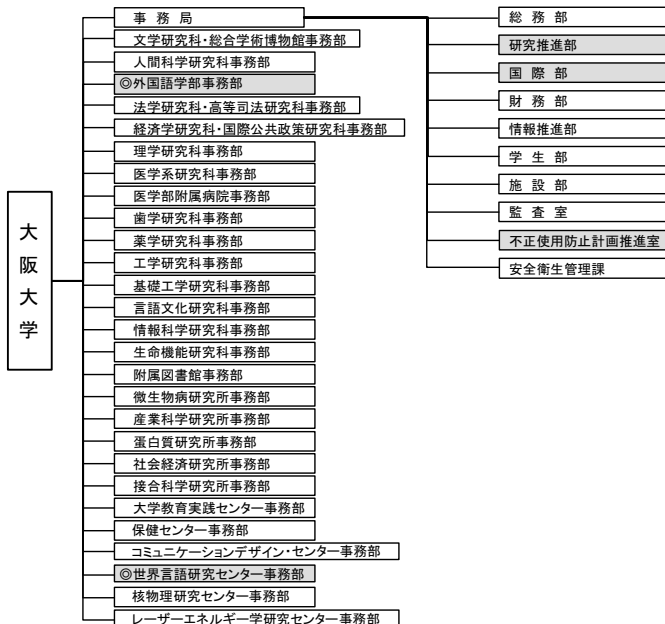 大阪大学
事務局
文学研究科・総合学術博物館事務部
人間科学研究科事務部
◎外国語学部事務部
法学研究科・高等司法研究科事務部
経済学研究科・国際公共政策研究科事務部
理学研究科事務部
医学系研究科事務部
医学部附属病院事務部
歯学研究科事務部
薬学研究科事務部
工学研究科事務部
基礎工学研究科事務部
言語文化研究科事務部
情報科学研究科事務部
生命機能研究科事務部
附属図書館事務部
微生物病研究所事務部
産業科学研究所事務部
蛋白質研究所事務部
社会経済研究所事務部
接合科学研究所事務部
大学教育実践センター事務部
保健センター事務部
コミュニケーションデザイン・センター事務部
◎世界言語研究センター事務部
核物理研究センター事務部
レーザーエネルギー学研究センター事務部
総務部
研究推進部
国際部
財務部
情報推進部
学生部
施設部
監査室
不正使用防止計画推進室
安全衛生管理課